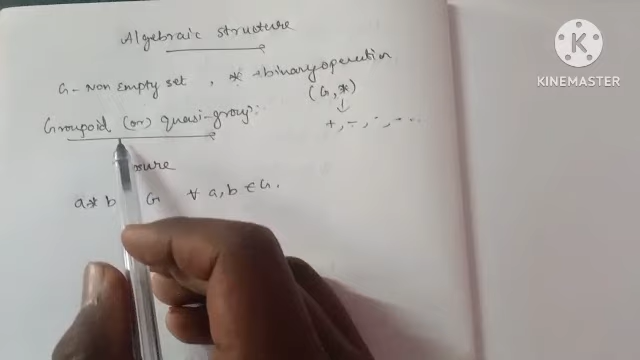 Algebraic structure
G - Non Empty set , * → binary operation
(G, *)
Groupoid (or) quasi-group:-
+, ÷, ·, - ...
a * b G ∀ a, b ∈ G.
K
KINEMASTER